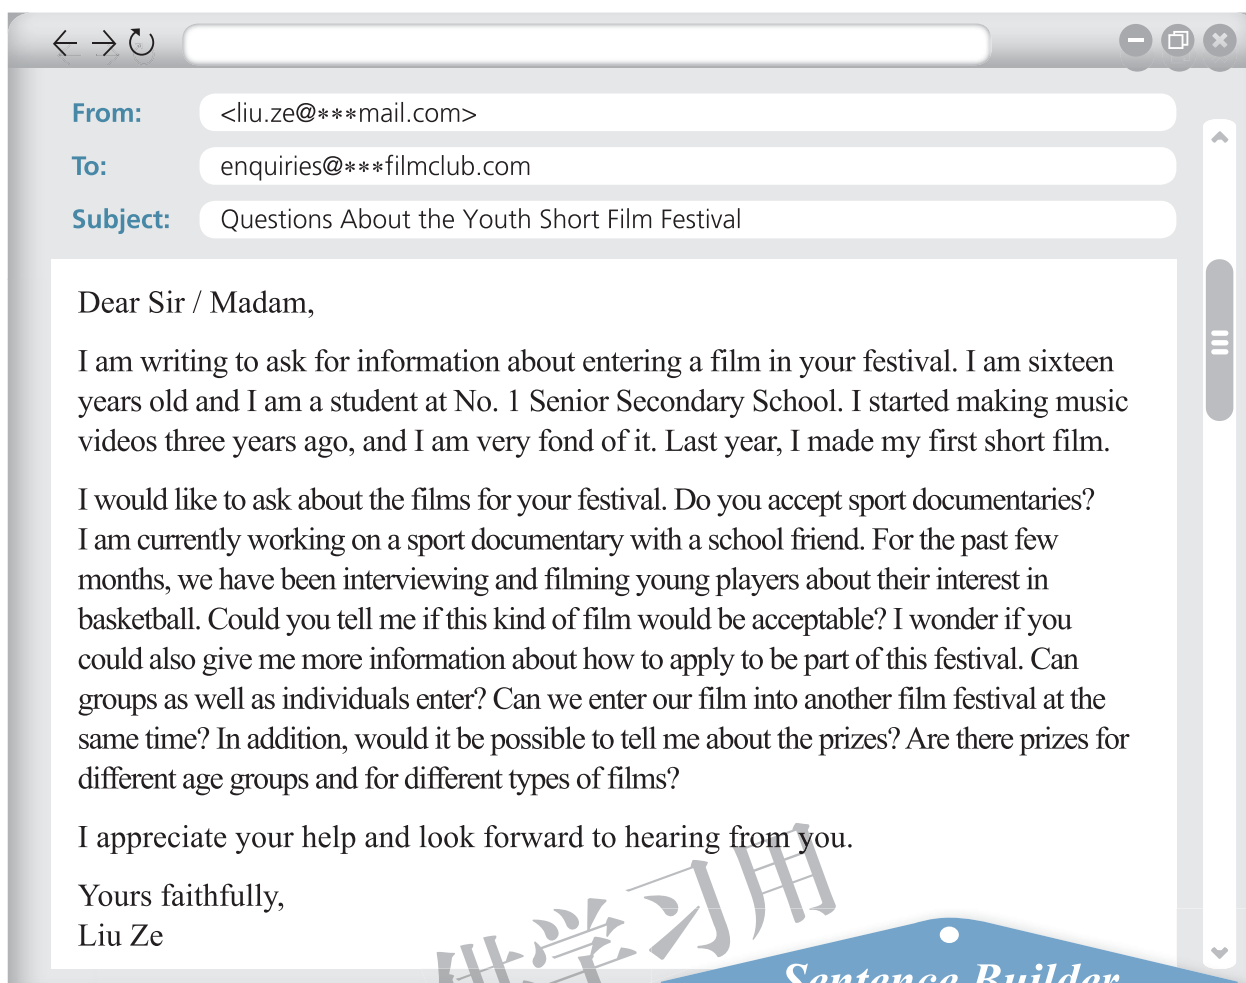 From: <liu.ze@***mail.com>
To: enquiries@***filmclub.com
Subject: Questions About the Youth Short Film Festival
Dear Sir / Madam,
I am writing to ask for information about entering a film in your festival. I am sixteen
years old and I am a student at No. 1 Senior Secondary School. I started making music
videos three years ago, and I am very fond of it. Last year, I made my first short film.
I would like to ask about the films for your festival. Do you accept sport documentaries?
I am currently working on a sport documentary with a school friend. For the past few
months, we have been interviewing and filming young players about their interest in
basketball. Could you tell me if this kind of film would be acceptable? I wonder if you
could also give me more information about how to apply to be part of this festival. Can
groups as well as individuals enter? Can we enter our film into another film festival at the
same time? In addition, would it be possible to tell me about the prizes? Are there prizes for
different age groups and for different types of films?
I appreciate your help and look forward to hearing from you.
Yours faithfully,
Liu Ze
供学习用
Sentence Builder